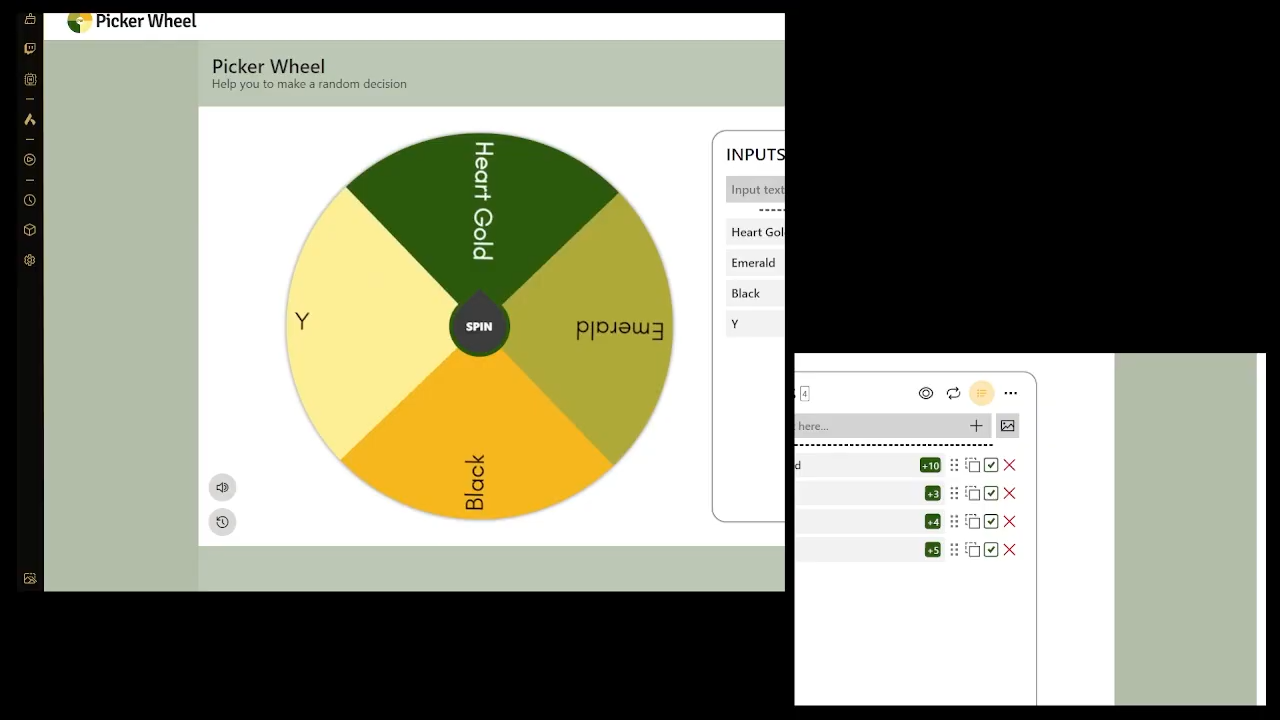 Picker Wheel
Picker Wheel
Help you to make a random decision
Heart Gold
Emerald
Black
Y
SPIN
INPUTS
Input text
Heart Gol
Emerald
Black
Y
4
here...
d
+10
+3
+4
+5